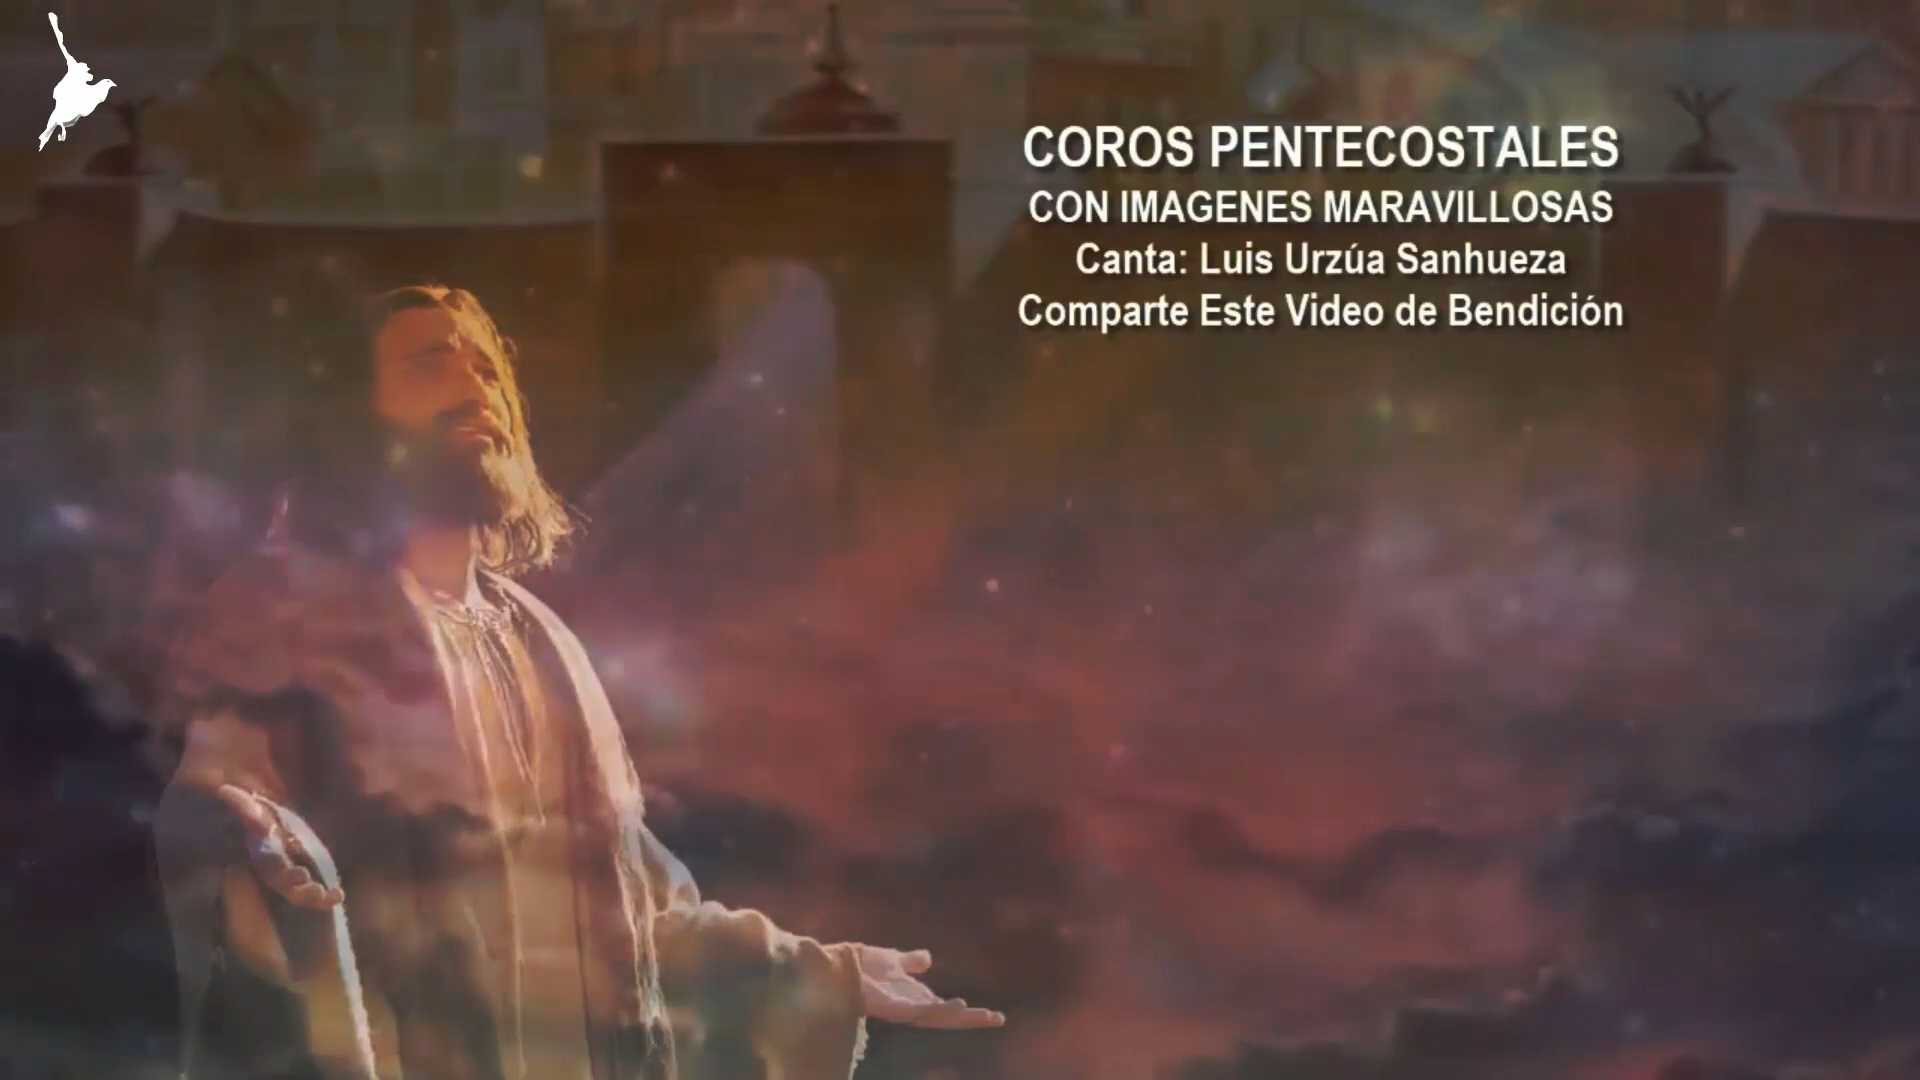 COROS PENTECOSTALES
CON IMAGENES MARAVILLOSAS
Canta: Luis Urzúa Sanhueza
Comparte Este Video de Bendición